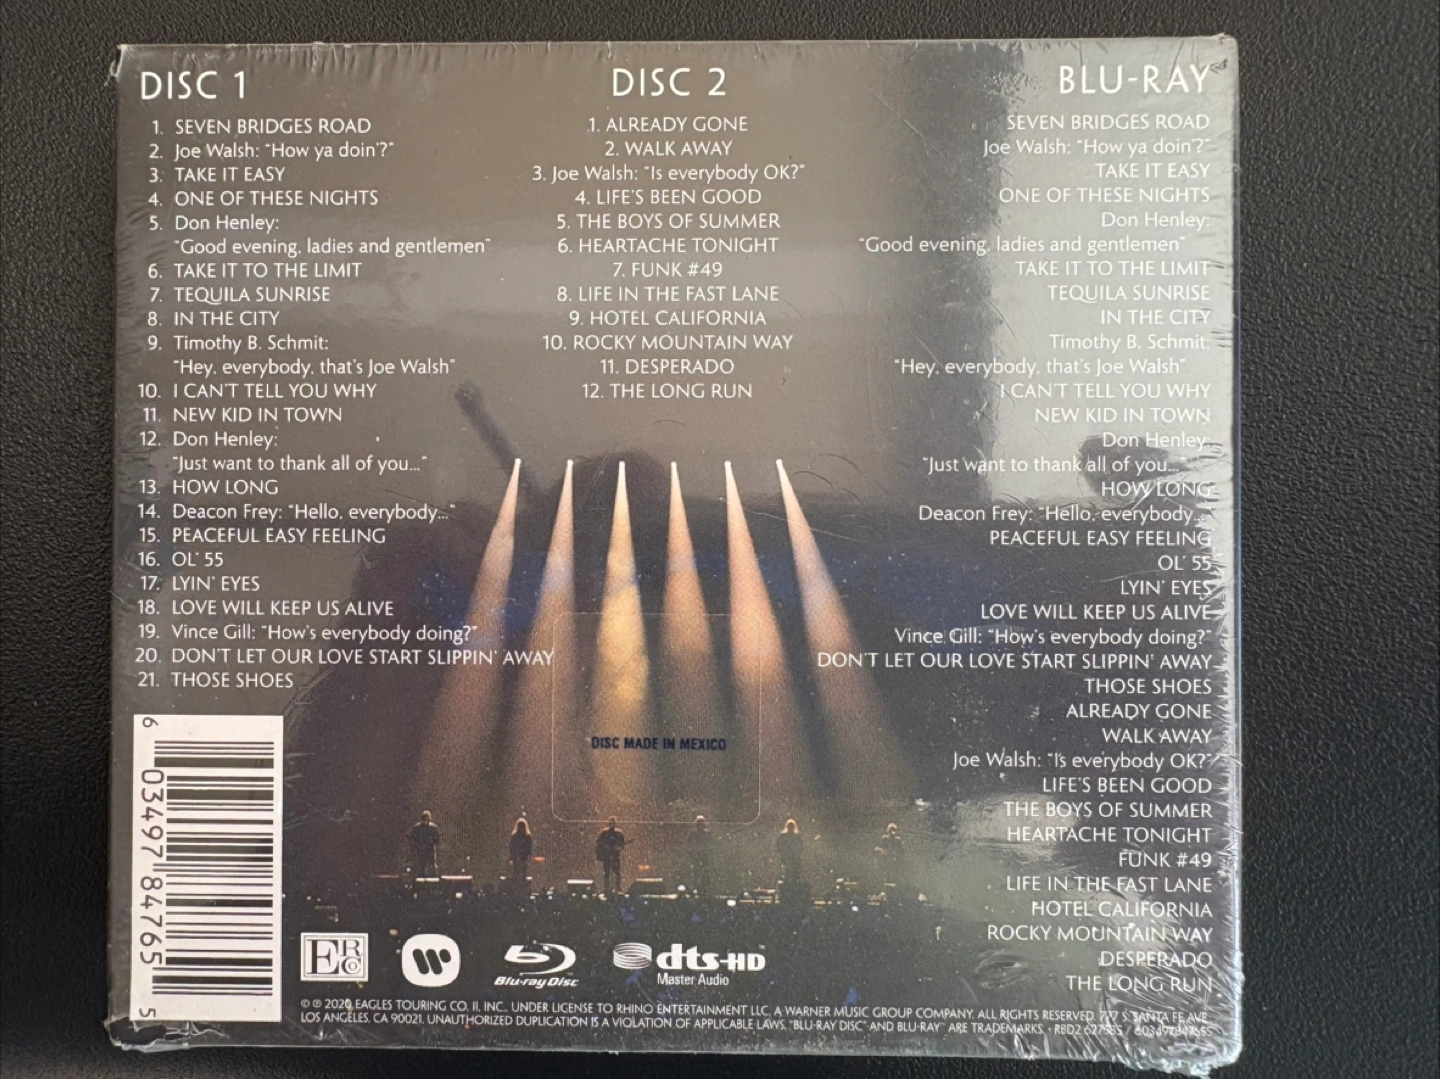 DISC 1
1. SEVEN BRIDGES ROAD
2. Joe Walsh: "How ya doin'?"
3. TAKE IT EASY
4. ONE OF THESE NIGHTS
5. Don Henley:
"Good evening, ladies and gentlemen"
6. TAKE IT TO THE LIMIT
7. TEQUILA SUNRISE
8. IN THE CITY
9. Timothy B. Schmit:
"Hey, everybody, that's Joe Walsh"
10. I CAN'T TELL YOU WHY
11. NEW KID IN TOWN
12. Don Henley:
"Just want to thank all of you..."
13. HOW LONG
14. Deacon Frey: "Hello, everybody..."
15. PEACEFUL EASY FEELING
16. OL' 55
17. LYIN' EYES
18. LOVE WILL KEEP US ALIVE
19. Vince Gill: "How's everybody doing?"
20. DON'T LET OUR LOVE START SLIPPIN' AWAY
21. THOSE SHOES
DISC 2
1. ALREADY GONE
2. WALK AWAY
3. Joe Walsh: "Is everybody OK?"
4. LIFE'S BEEN GOOD
5. THE BOYS OF SUMMER
6. HEARTACHE TONIGHT
7. FUNK #49
8. LIFE IN THE FAST LANE
9. HOTEL CALIFORNIA
10. ROCKY MOUNTAIN WAY
11. DESPERADO
12. THE LONG RUN
BLU-RAY
SEVEN BRIDGES ROAD
Joe Walsh: "How ya doin'?"
TAKE IT EASY
ONE OF THESE NIGHTS
Don Henley:
"Good evening, ladies and gentlemen"
TAKE IT TO THE LIMIT
TEQUILA SUNRISE
IN THE CITY
Timothy B. Schmit:
"Hey, everybody, that's Joe Walsh"
I CAN'T TELL YOU WHY
NEW KID IN TOWN
Don Henley:
"Just want to thank all of you..."
HOW LONG
Deacon Frey: "Hello, everybody..."
PEACEFUL EASY FEELING
OL' 55
LYIN' EYES
LOVE WILL KEEP US ALIVE
Vince Gill: "How's everybody doing?"
DON'T LET OUR LOVE START SLIPPIN' AWAY
THOSE SHOES
ALREADY GONE
WALK AWAY
Joe Walsh: "Is everybody OK?"
LIFE'S BEEN GOOD
THE BOYS OF SUMMER
HEARTACHE TONIGHT
FUNK #49
LIFE IN THE FAST LANE
HOTEL CALIFORNIA
ROCKY MOUNTAIN WAY
DESPERADO
THE LONG RUN
DISC MADE IN MEXICO
6 03497 84765 5
ERC
W
Blu-ray Disc
dts-HD
Master Audio
© ℗ 2020, EAGLES TOURING CO. II, INC., UNDER LICENSE TO RHINO ENTERTAINMENT LLC, A WARNER MUSIC GROUP COMPANY. ALL RIGHTS RESERVED. 777 S. SANTA FE AVE.
LOS ANGELES, CA 90021. UNAUTHORIZED DUPLICATION IS A VIOLATION OF APPLICABLE LAWS. "BLU-RAY DISC" AND BLU-RAY" ARE TRADEMARKS. •